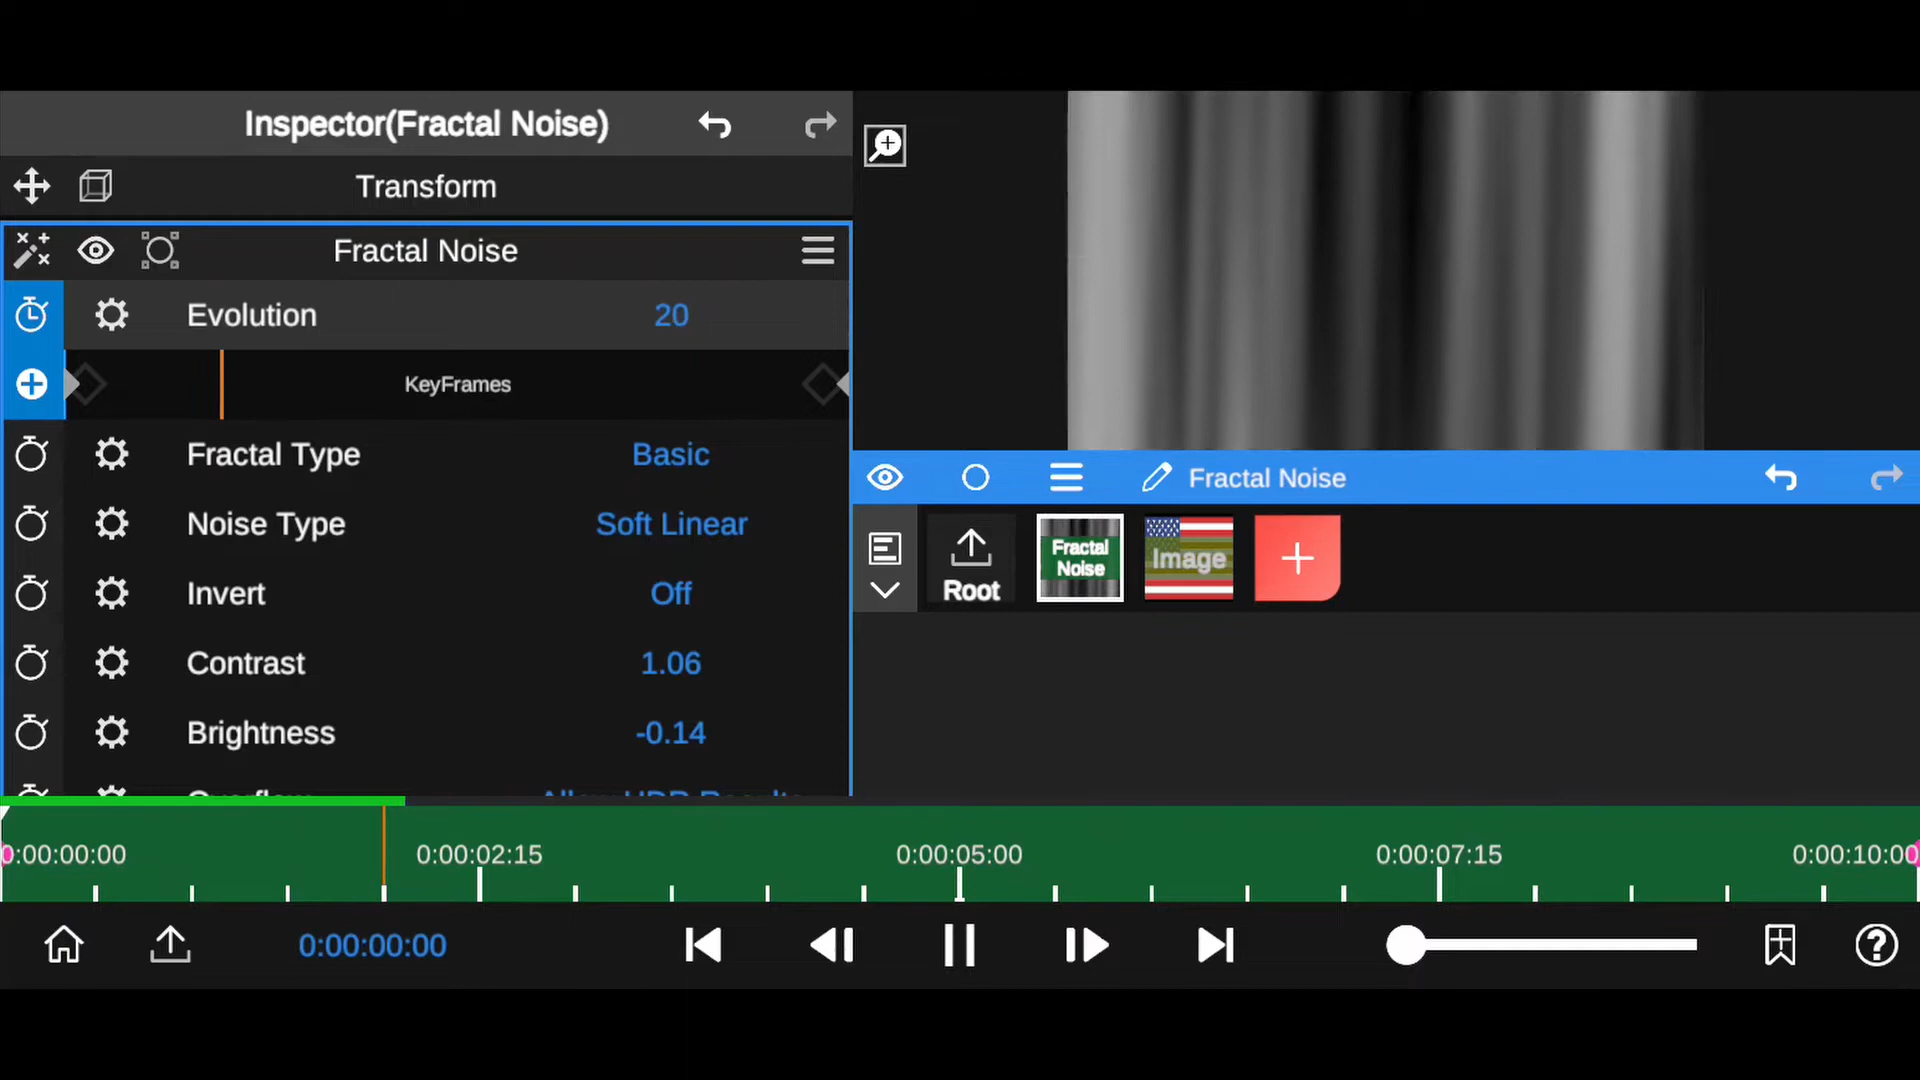 Inspector(Fractal Noise)
Transform
Fractal Noise
Evolution 20
KeyFrames
Fractal Type Basic
Noise Type Soft Linear
Invert Off
Contrast 1.06
Brightness -0.14
Fractal Noise
Root
Fractal
Noise
Image
0:00:00:00 0:00:02:15 0:00:05:00 0:00:07:15 0:00:10:00
0:00:00:00